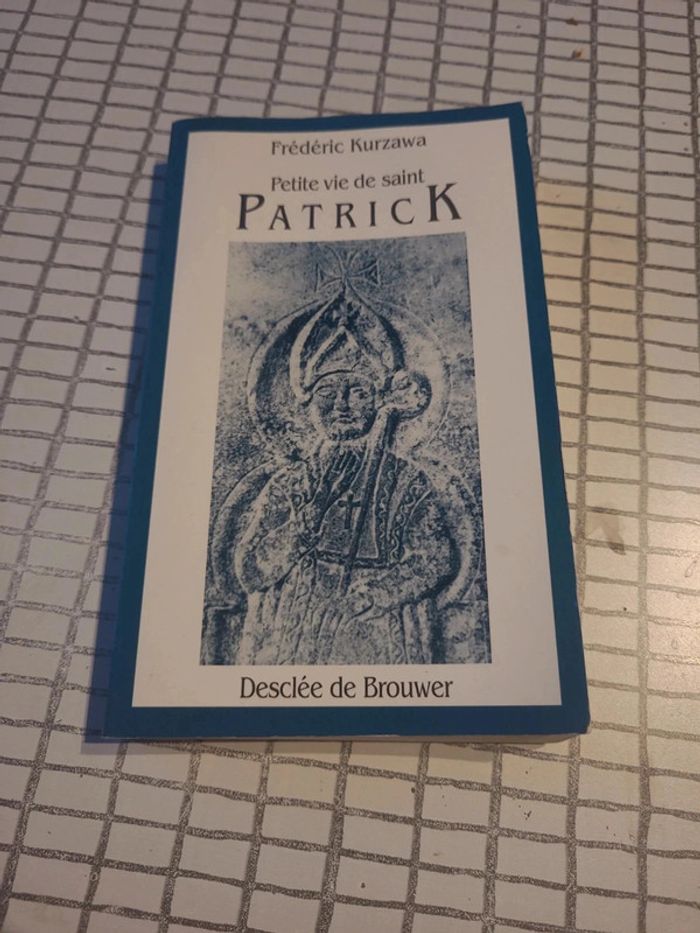 Frédéric Kurzawa
Petite vie de saint
PATRICK
Desclée de Brouwer